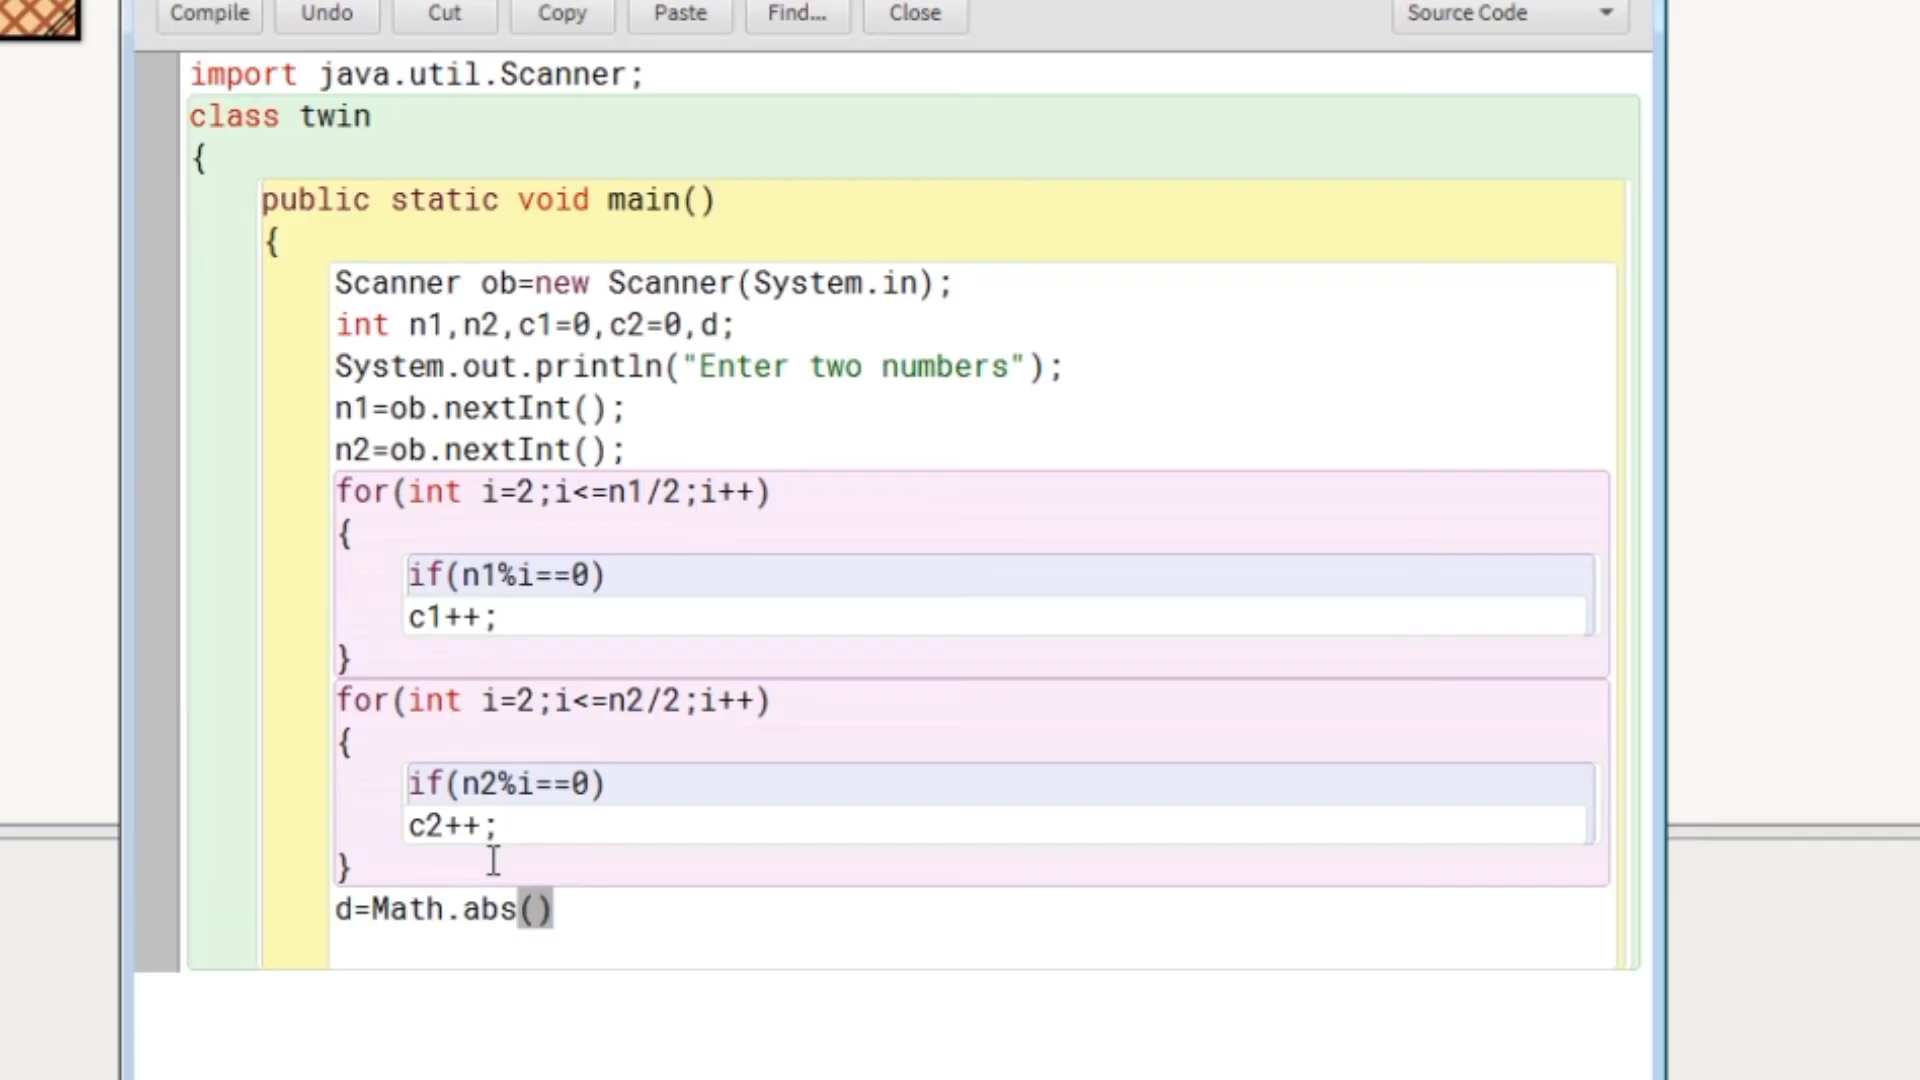 Compile Undo Cut Copy Paste Find... Close Source Code
import java.util.Scanner;
class twin
{
public static void main()
{
Scanner ob=new Scanner(System.in);
int n1,n2,c1=0,c2=0,d;
System.out.println("Enter two numbers");
n1=ob.nextInt();
n2=ob.nextInt();
for(int i=2;i<=n1/2;i++)
{
if(n1%i==0)
c1++;
}
for(int i=2;i<=n2/2;i++)
{
if(n2%i==0)
c2++;
}
d=Math.abs()